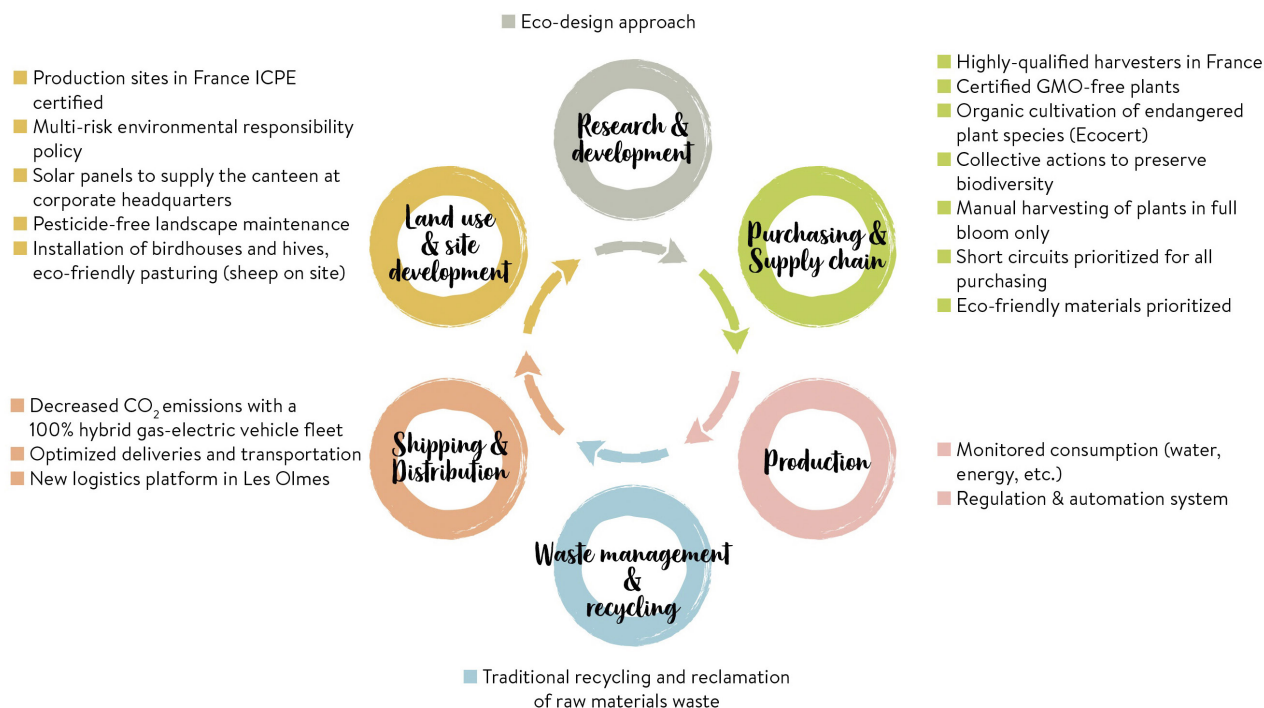 Eco-design approach
Research &
development
Highly-qualified harvesters in France
Certified GMO-free plants
Organic cultivation of endangered
plant species (Ecocert)
Collective actions to preserve
biodiversity
Manual harvesting of plants in full
bloom only
Short circuits prioritized for all
purchasing
Eco-friendly materials prioritized
Purchasing &
Supply chain
Production
Monitored consumption (water,
energy, etc.)
Regulation & automation system
Waste management
&
recycling
Traditional recycling and reclamation
of raw materials waste
Shipping &
Distribution
Decreased CO₂ emissions with a
100% hybrid gas-electric vehicle fleet
Optimized deliveries and transportation
New logistics platform in Les Olmes
Land use
& site
development
Production sites in France ICPE
certified
Multi-risk environmental responsibility
policy
Solar panels to supply the canteen at
corporate headquarters
Pesticide-free landscape maintenance
Installation of birdhouses and hives,
eco-friendly pasturing (sheep on site)